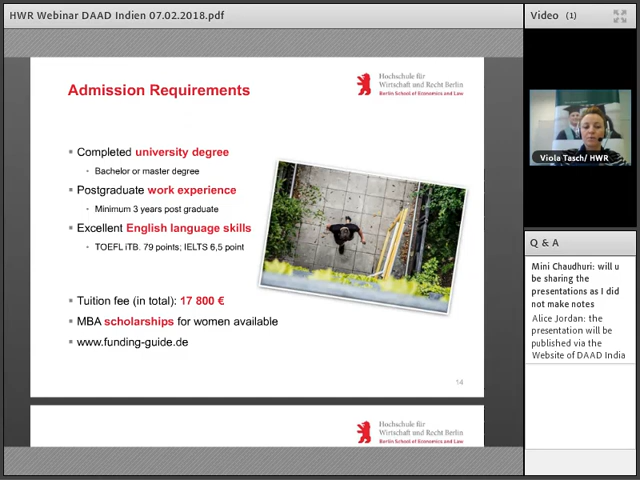 HWR Webinar DAAD Indien 07.02.2018.pdf
Video (1)
Admission Requirements
Hochschule für
Wirtschaft und Recht Berlin
Berlin School of Economics and Law
Completed university degree
Bachelor or master degree
Postgraduate work experience
Minimum 3 years post graduate
Excellent English language skills
TOEFL iTB. 79 points; IELTS 6,5 point
Tuition fee (in total): 17 800 €
MBA scholarships for women available
www.funding-guide.de
14
Hochschule für
Wirtschaft und Recht Berlin
Berlin School of Economics and Law
Viola Tasch/ HWR
Q & A
Mini Chaudhuri: will u
be sharing the
presentations as I did
not make notes
Alice Jordan: the
presentation will be
published via the
Website of DAAD India